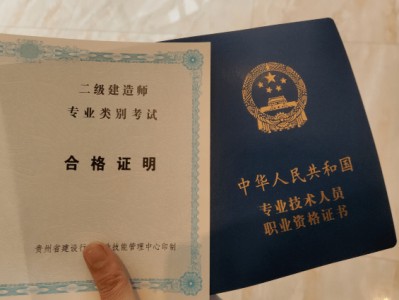 二级建造师
专业类别考试
合格证明
贵州省建设行 技能管理中心印制
中华人民共和国
专业技术人员
职业资格证书